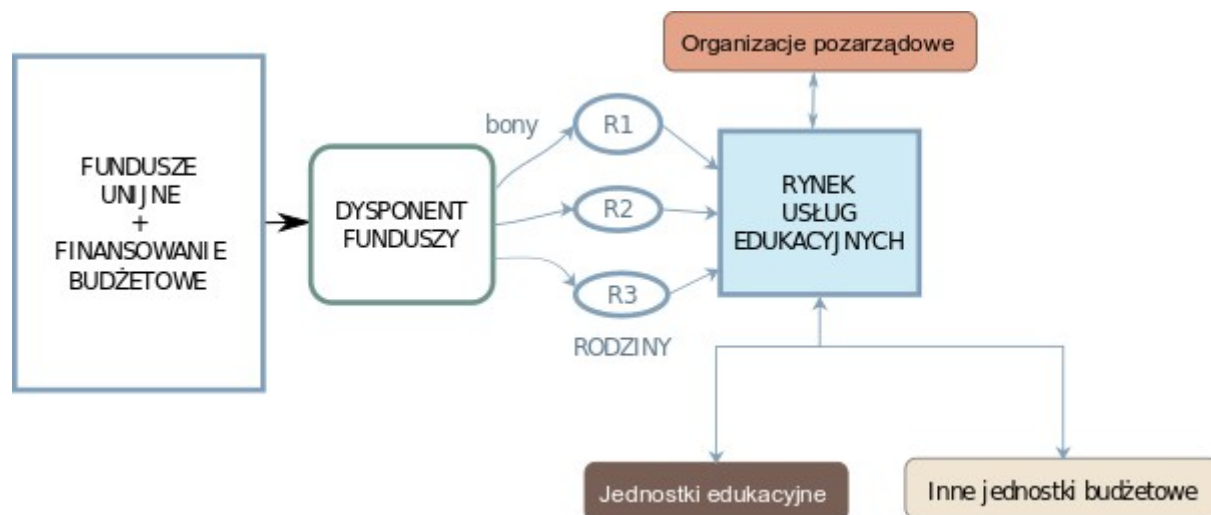 Organizacje pozarządowe
bony
R1
FUNDUSZE
UNIJNE
+
FINANSOWANIE
BUDŻETOWE
DYSPONENT
FUNDUSZY
R2
RYNEK
USŁUG
EDUKACYJNYCH
R3
RODZINY
Jednostki edukacyjne
Inne jednostki budżetowe